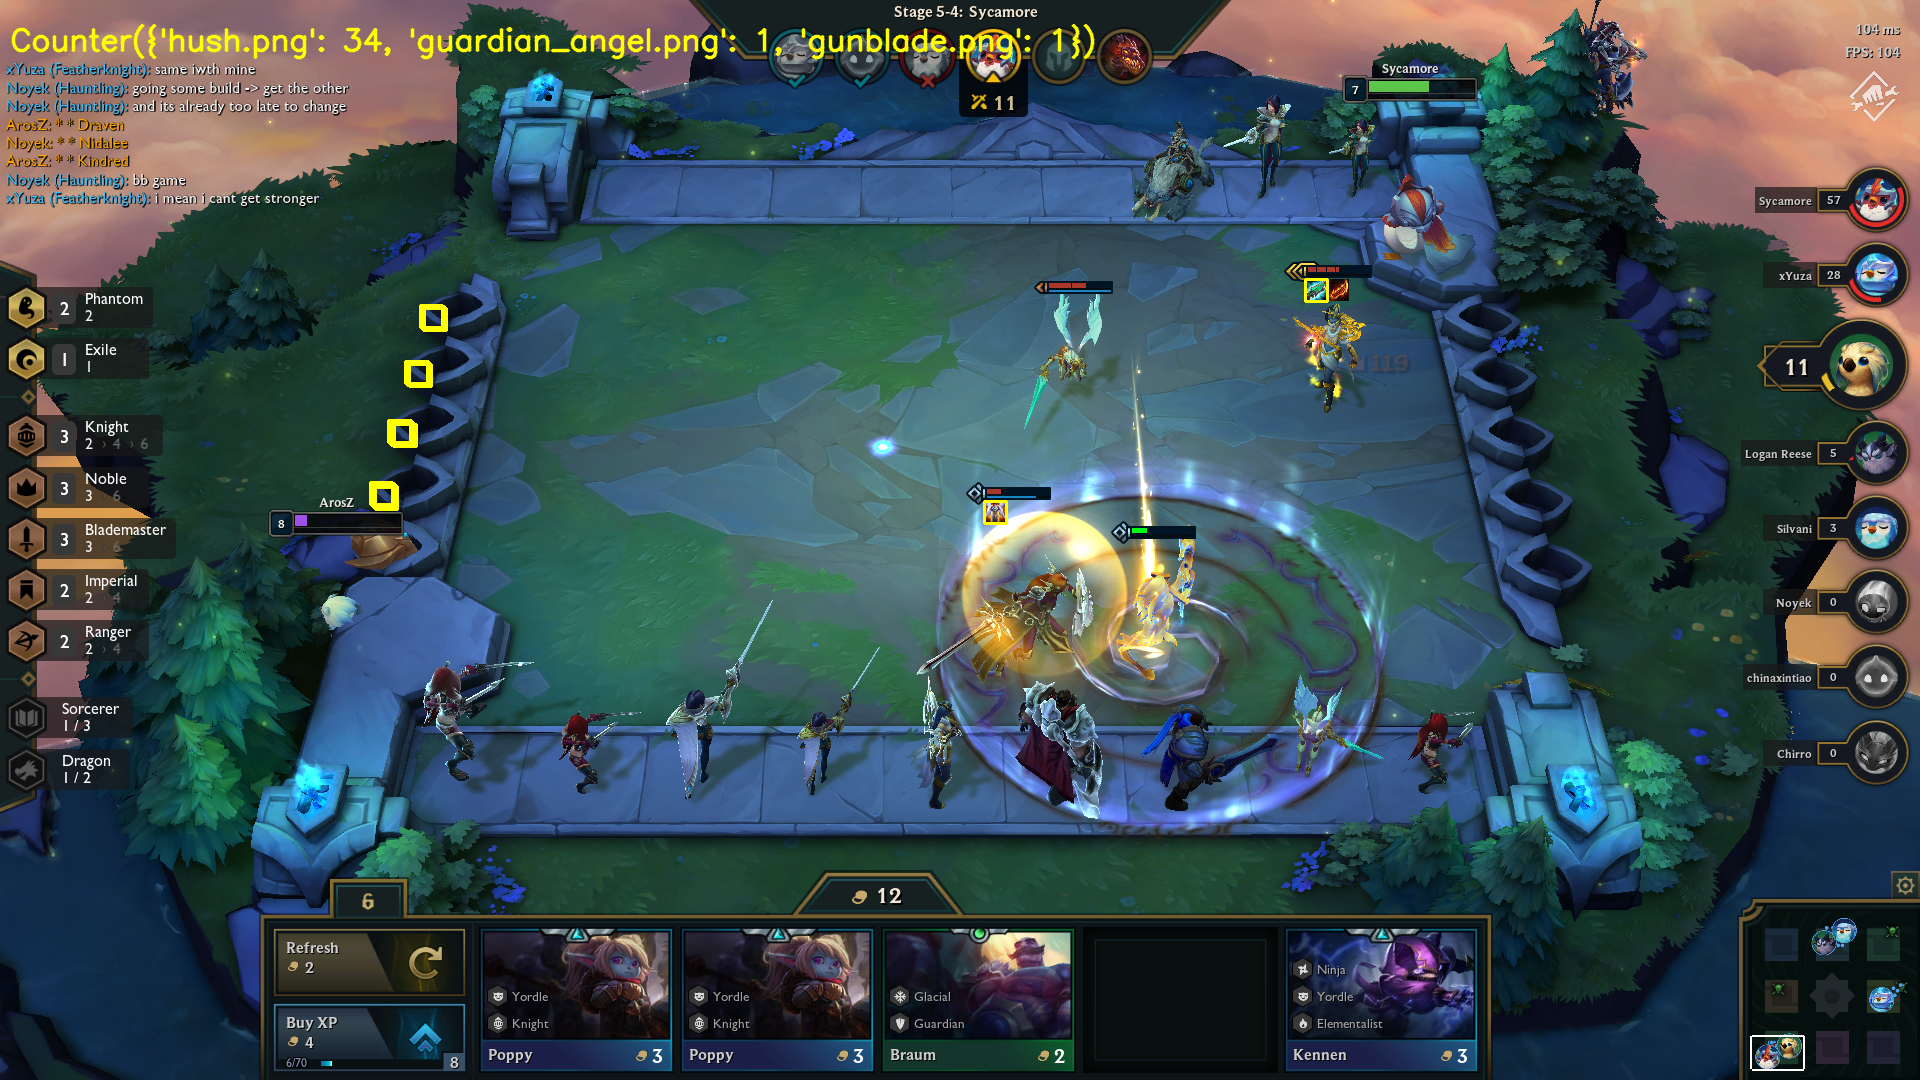 Stage 5-4: Sycamore
Counter({'hush.png': 34, 'guardian_angel.png': 1, 'gunblade.png': 1})
104 ms
FPS: 104
xYuza (Featherknight): same iwth mine
Noyek (Hauntling): going some build -> get the other
Noyek (Hauntling): and its already too late to change
ArosZ: * * Draven
Noyek: * * Nidalee
ArosZ: * * Kindred
Noyek (Hauntling): bb game
xYuza (Featherknight): i mean i cant get stronger
11
Sycamore
7
Sycamore 57
xYuza 28
11
Logan Reese 5
Silvani 3
Noyek 0
chinaxintiao 0
Chirro 0
2 Phantom
2
1 Exile
1
3 Knight
2 › 4 › 6
3 Noble
3 › 6
3 Blademaster
3 › 6
2 Imperial
2 › 4
2 Ranger
2 › 4
Sorcerer
1 / 3
Dragon
1 / 2
119
ArosZ
8
6
12
Refresh
2
Buy XP
4
6/70
8
Yordle
Knight
Poppy 3
Yordle
Knight
Poppy 3
Glacial
Guardian
Braum 2
Ninja
Yordle
Elementalist
Kennen 3